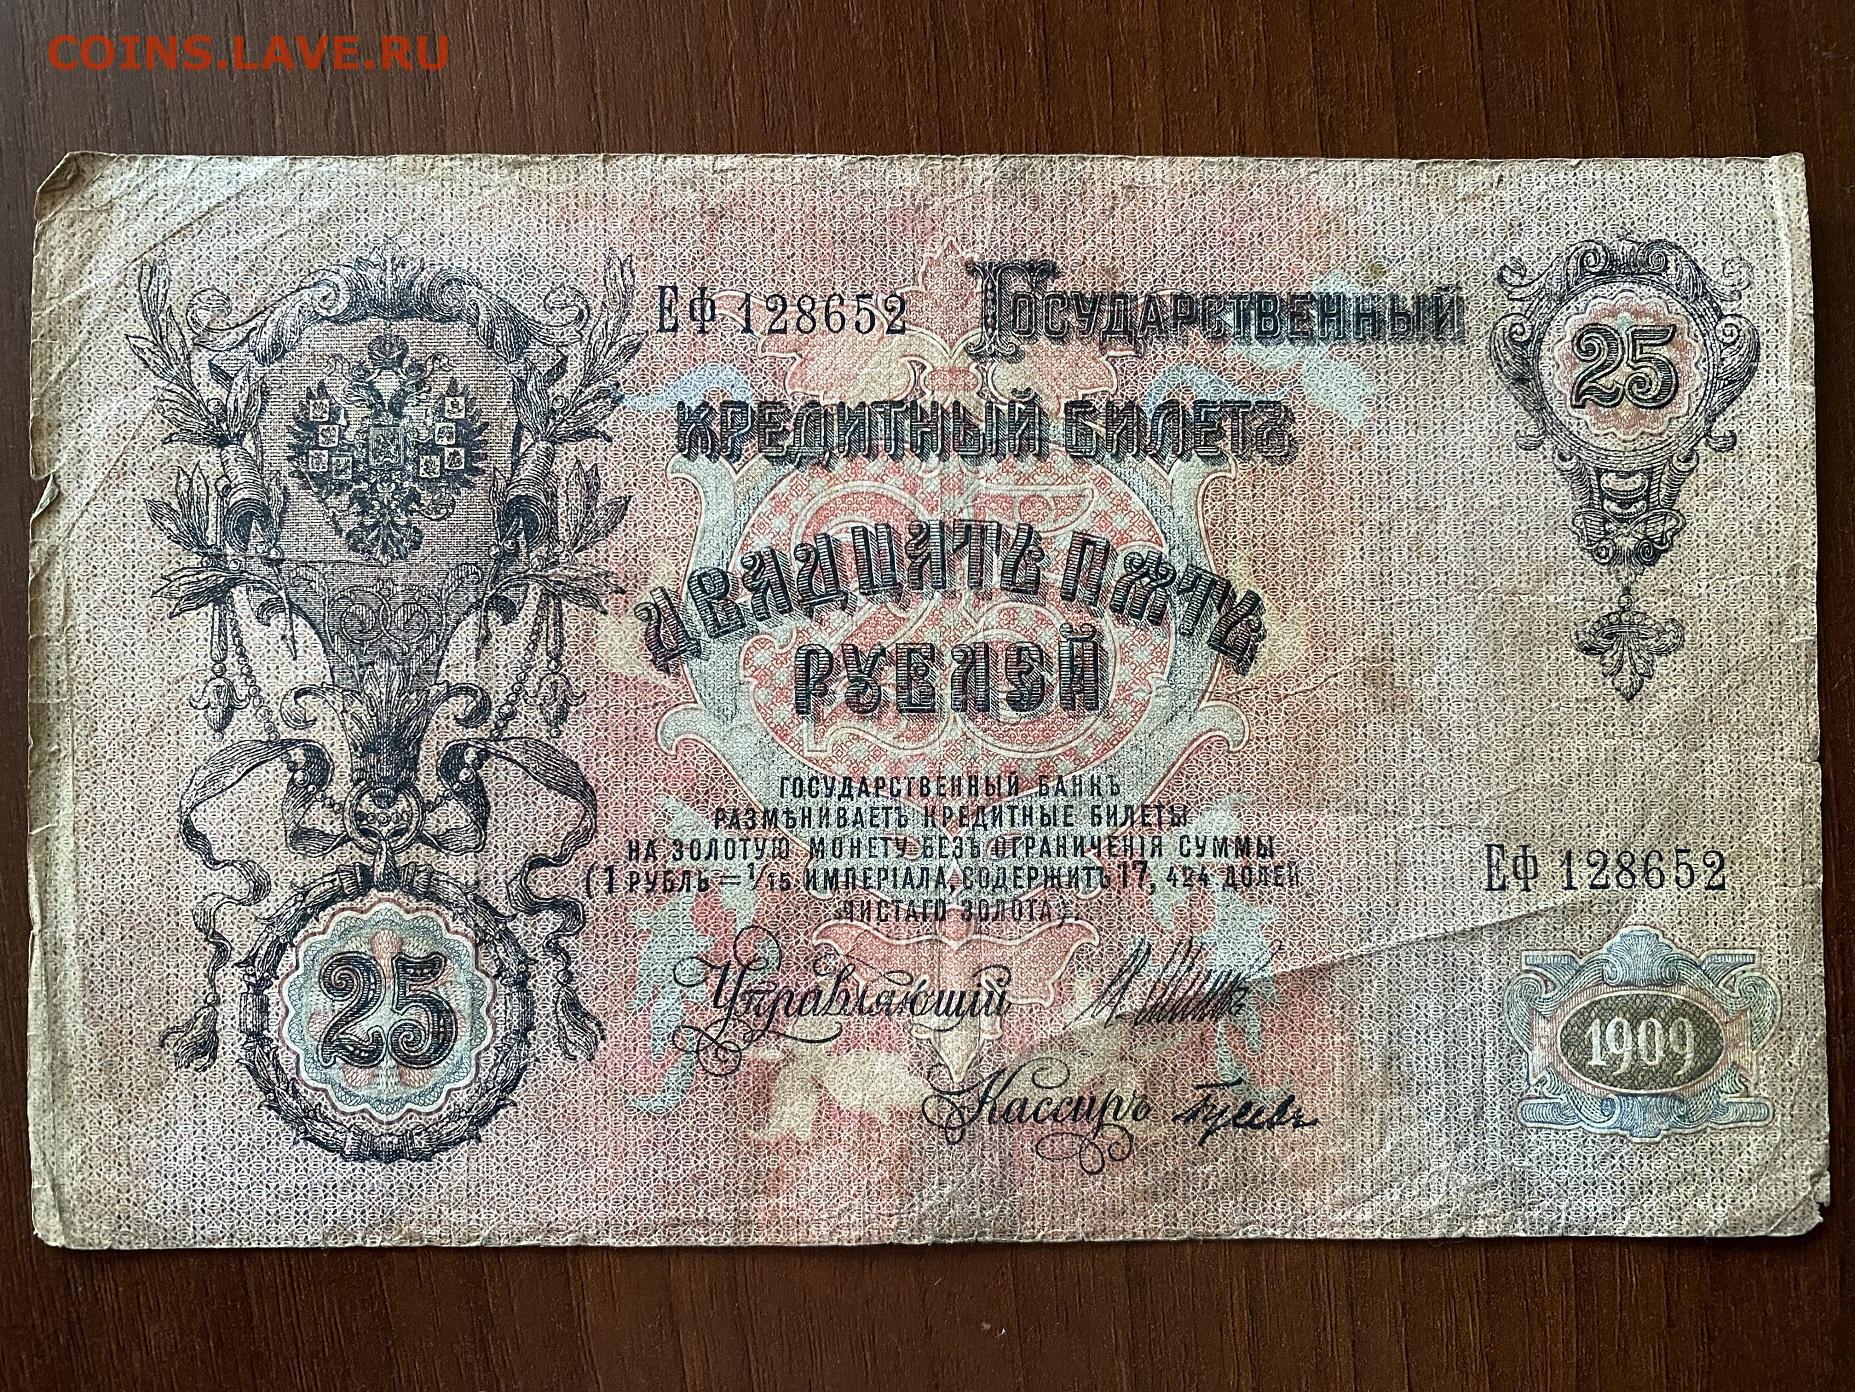 COINS.LAVE.RU
ЕФ 128652 Государственный
25
кредитный билетъ
двадцать пять
рублей
ГОСУДАРСТВЕННЫЙ БАНКЪ
РАЗМѢНИВАЕТЪ КРЕДИТНЫЕ БИЛЕТЫ
НА ЗОЛОТУЮ МОНЕТУ БЕЗЪ ОГРАНИЧЕНІЯ СУММЫ
(1 РУБЛЬ = 1/15 ИМПЕРІАЛА, СОДЕРЖИТЪ 17, 424 ДОЛЕЙ
ЧИСТАГО ЗОЛОТА).
ЕФ 128652
25
Управляющій
Кассиръ Гусевъ
1909